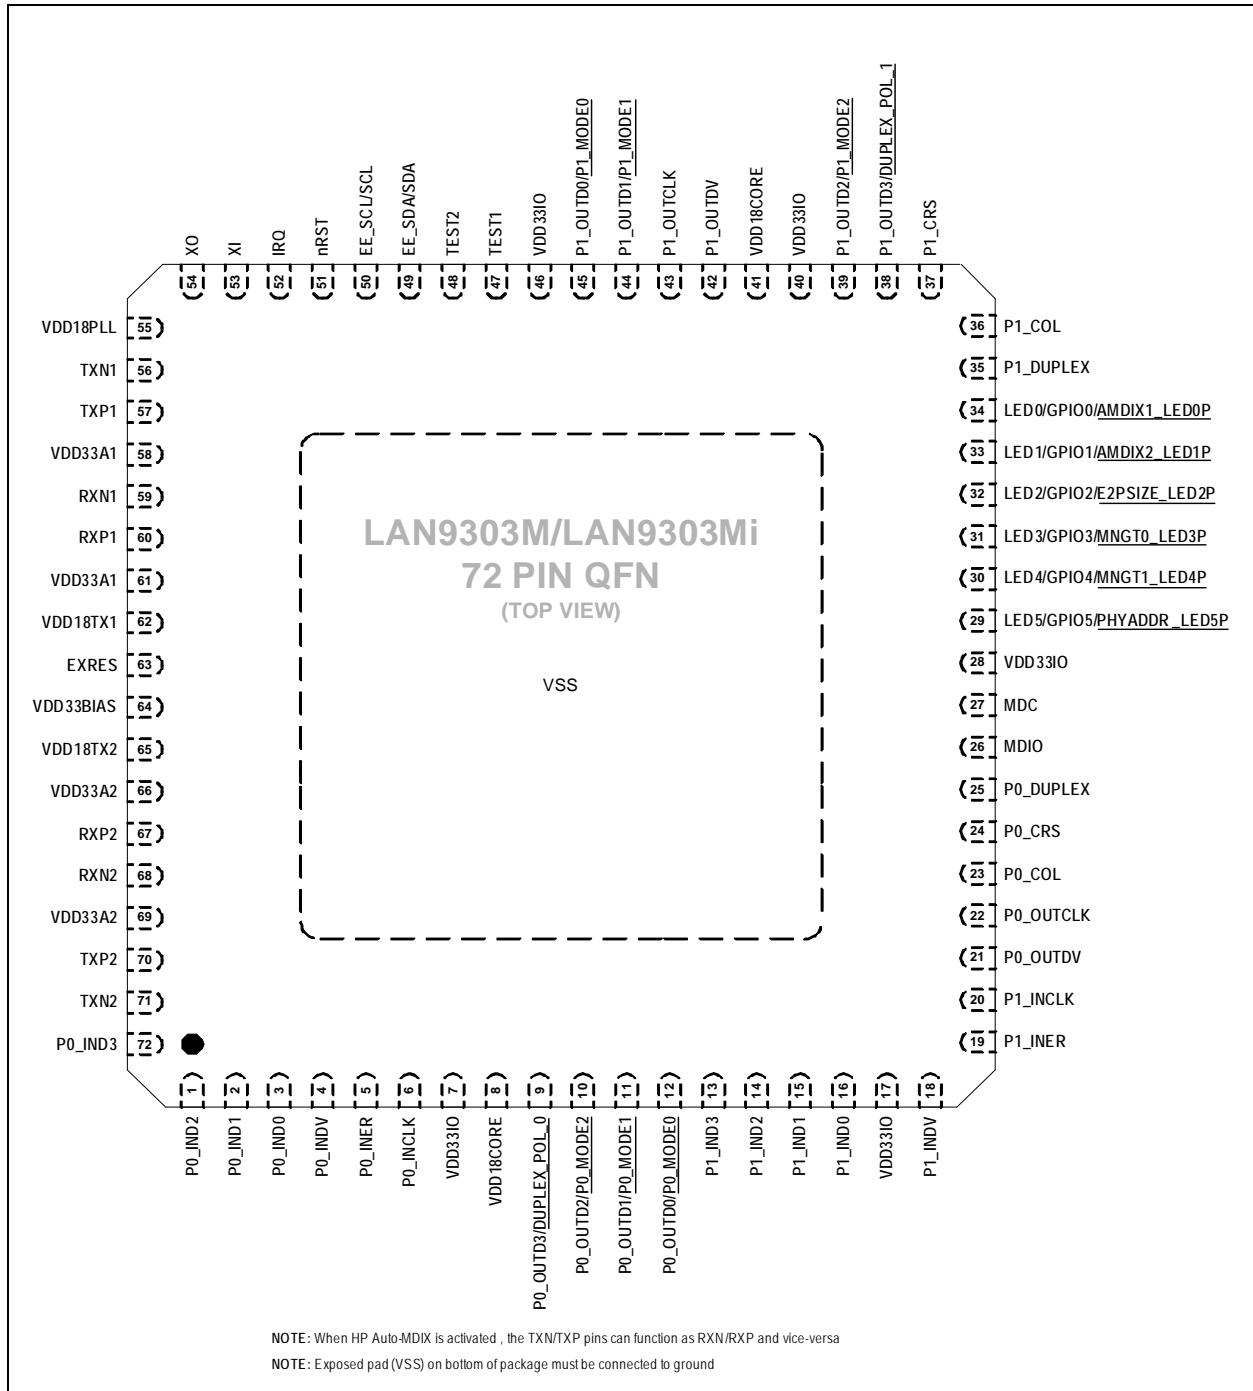 XO
XI
IRQ
nRST
EE_SCL/SCL
EE_SDA/SDA
TEST2
TEST1
VDD33IO
P1_OUTD0/P1_MODE0
P1_OUTD1/P1_MODE1
P1_OUTCLK
P1_OUTDV
VDD18CORE
VDD33IO
P1_OUTD2/P1_MODE2
P1_OUTD3/DUPLEX_POL_1
P1_CRS
54
53
52
51
50
49
48
47
46
45
44
43
42
41
40
39
38
37
VDD18PLL 55
TXN1 56
TXP1 57
VDD33A1 58
RXN1 59
RXP1 60
VDD33A1 61
VDD18TX1 62
EXRES 63
VDD33BIAS 64
VDD18TX2 65
VDD33A2 66
RXP2 67
RXN2 68
VDD33A2 69
TXP2 70
TXN2 71
P0_IND3 72
LAN9303M/LAN9303Mi
72 PIN QFN
(TOP VIEW)
VSS
36 P1_COL
35 P1_DUPLEX
34 LED0/GPIO0/AMDIX1_LED0P
33 LED1/GPIO1/AMDIX2_LED1P
32 LED2/GPIO2/E2PSIZE_LED2P
31 LED3/GPIO3/MNGT0_LED3P
30 LED4/GPIO4/MNGT1_LED4P
29 LED5/GPIO5/PHYADDR_LED5P
28 VDD33IO
27 MDC
26 MDIO
25 P0_DUPLEX
24 P0_CRS
23 P0_COL
22 P0_OUTCLK
21 P0_OUTDV
20 P1_INCLK
19 P1_INER
1
2
3
4
5
6
7
8
9
10
11
12
13
14
15
16
17
18
P0_IND2
P0_IND1
P0_IND0
P0_INDV
P0_INER
P0_INCLK
VDD33IO
VDD18CORE
P0_OUTD3/DUPLEX_POL_0
P0_OUTD2/P0_MODE2
P0_OUTD1/P0_MODE1
P0_OUTD0/P0_MODE0
P1_IND3
P1_IND2
P1_IND1
P1_IND0
VDD33IO
P1_INDV
NOTE: When HP Auto-MDIX is activated , the TXN/TXP pins can function as RXN/RXP and vice-versa
NOTE: Exposed pad (VSS) on bottom of package must be connected to ground